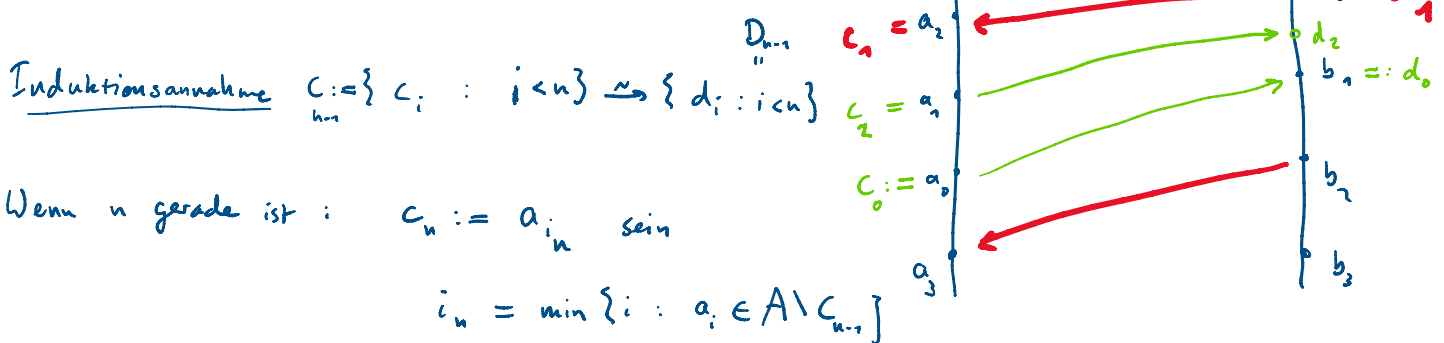 D_{n-1}
"
Induktionsannahme C_{n-1} := { c_i : i < n } ⥲ { d_i : i < n }
Wenn n gerade ist : c_n := a_{i_n} sein
i_n = min { i : a_i ∈ A \ C_{n-1} }
c_1 = a_2
1
d_2
b_1 =: d_0
c_2 = a_1
c_0 := a_0
b_2
a_3
b_3